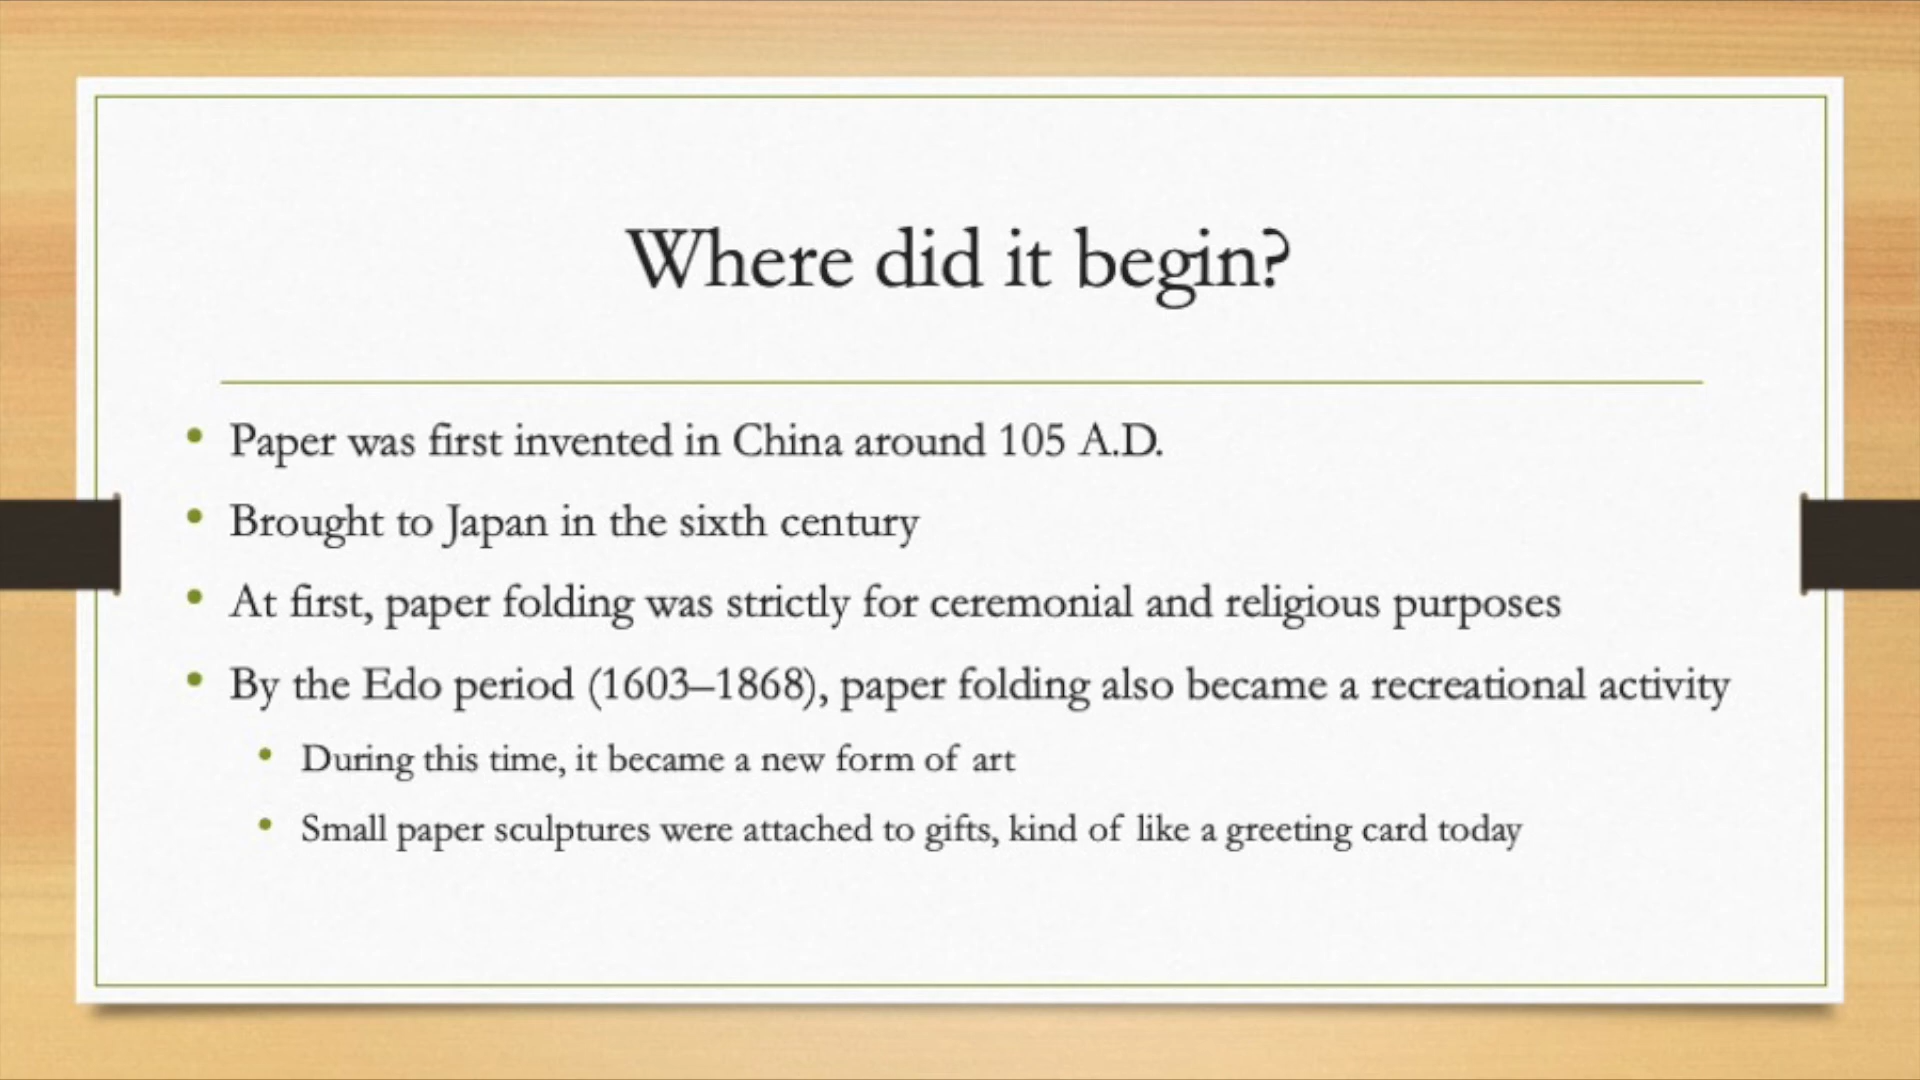 Where did it begin?
• Paper was first invented in China around 105 A.D.
• Brought to Japan in the sixth century
• At first, paper folding was strictly for ceremonial and religious purposes
• By the Edo period (1603–1868), paper folding also became a recreational activity
• During this time, it became a new form of art
• Small paper sculptures were attached to gifts, kind of like a greeting card today